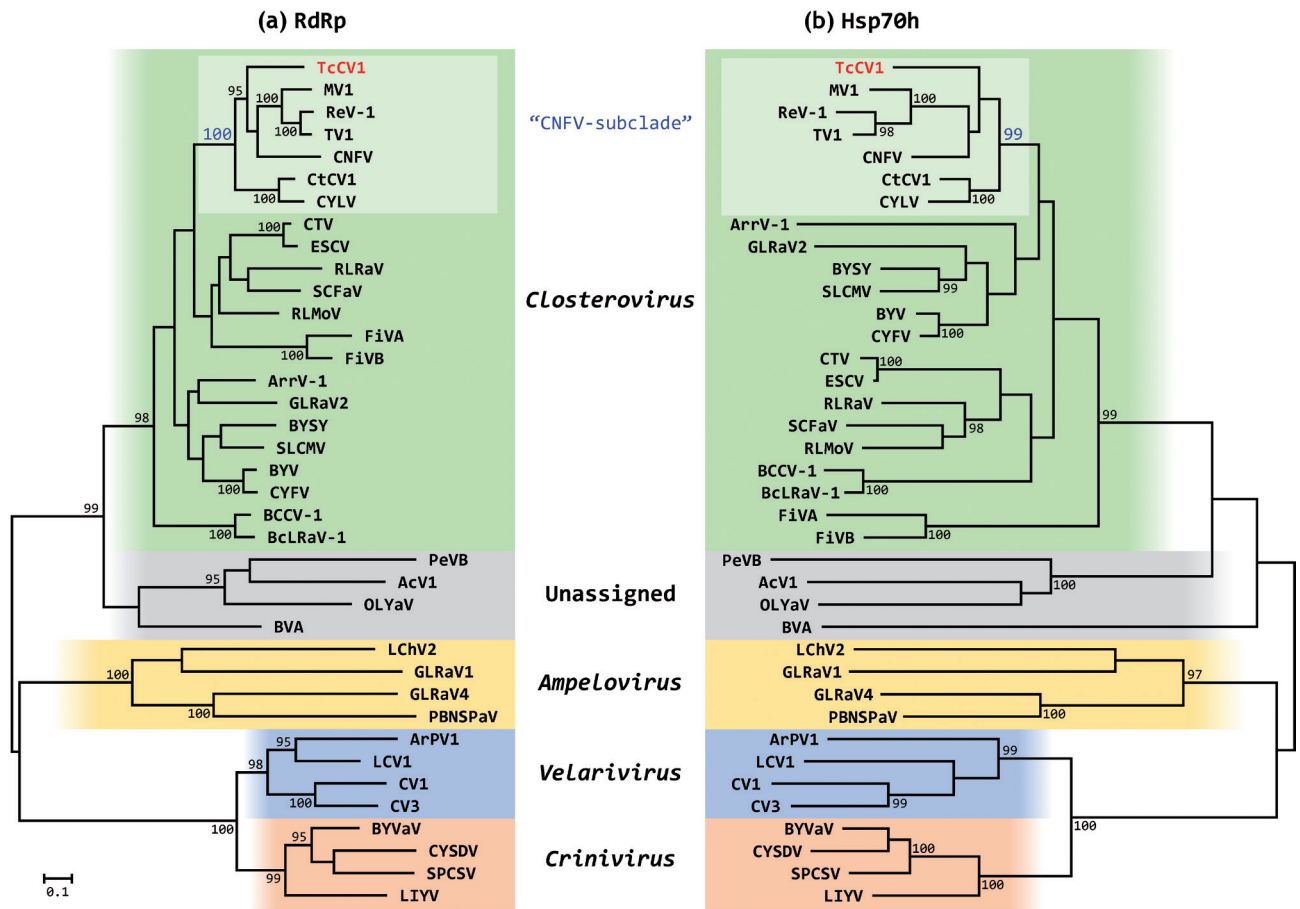 (a) RdRp
(b) Hsp70h
TcCV1
95
MV1
100
ReV-1
100
TV1
100
CNFV
CtCV1
100
CYLV
CTV
100
ESCV
RLRaV
SCFaV
RLMoV
FiVA
100
FiVB
ArrV-1
GLRaV2
98
BYSY
SLCMV
BYV
100
CYFV
BCCV-1
100
BcLRaV-1
99
PeVB
95
AcV1
OLYaV
BVA
LChV2
100
GLRaV1
GLRaV4
100
PBNSPaV
ArPV1
95
LCV1
98
CV1
100
CV3
100
BYVaV
95
CYSDV
SPCSV
99
LIYV
0.1
“CNFV-subclade”
Closterovirus
Unassigned
Ampelovirus
Velarivirus
Crinivirus
TcCV1
MV1
100
ReV-1
TV1
98
99
CNFV
CtCV1
CYLV
100
ArrV-1
GLRaV2
BYSY
SLCMV
99
BYV
CYFV
100
CTV
100
ESCV
RLRaV
SCFaV
98
RLMoV
99
BCCV-1
BcLRaV-1
100
FiVA
FiVB
100
PeVB
AcV1
100
OLYaV
BVA
LChV2
GLRaV1
97
GLRaV4
PBNSPaV
100
ArPV1
99
LCV1
CV1
CV3
99
100
BYVaV
CYSDV
100
SPCSV
100
LIYV